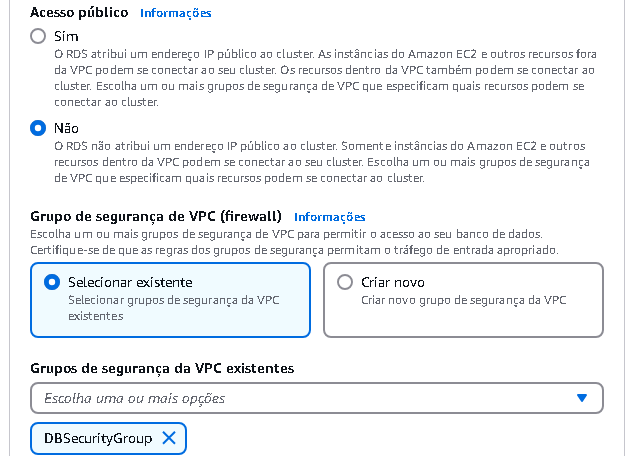 Acesso público Informações
Sim
O RDS atribui um endereço IP público ao cluster. As instâncias do Amazon EC2 e outros recursos fora
da VPC podem se conectar ao seu cluster. Os recursos dentro da VPC também podem se conectar ao
cluster. Escolha um ou mais grupos de segurança de VPC que especificam quais recursos podem se
conectar ao cluster.
Não
O RDS não atribui um endereço IP público ao cluster. Somente instâncias do Amazon EC2 e outros
recursos dentro da VPC podem se conectar ao seu cluster. Escolha um ou mais grupos de segurança
de VPC que especificam quais recursos podem se conectar ao cluster.
Grupo de segurança de VPC (firewall) Informações
Escolha um ou mais grupos de segurança de VPC para permitir o acesso ao seu banco de dados.
Certifique-se de que as regras dos grupos de segurança permitam o tráfego de entrada apropriado.
Selecionar existente
Selecionar grupos de segurança da VPC
existentes
Criar novo
Criar novo grupo de segurança da VPC
Grupos de segurança da VPC existentes
Escolha uma ou mais opções
DBSecurityGroup